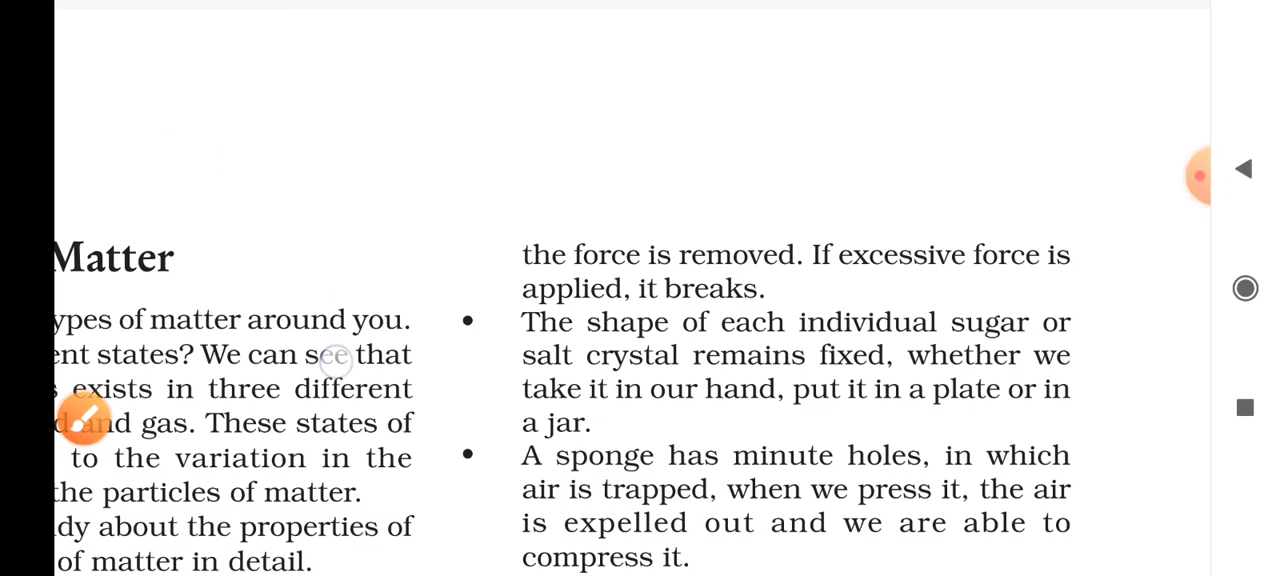 Matter
ypes of matter around you.
ent states? We can see that
exists in three different
and gas. These states of
to the variation in the
the particles of matter.
dy about the properties of
of matter in detail.
the force is removed. If excessive force is
applied, it breaks.
• The shape of each individual sugar or
salt crystal remains fixed, whether we
take it in our hand, put it in a plate or in
a jar.
• A sponge has minute holes, in which
air is trapped, when we press it, the air
is expelled out and we are able to
compress it.